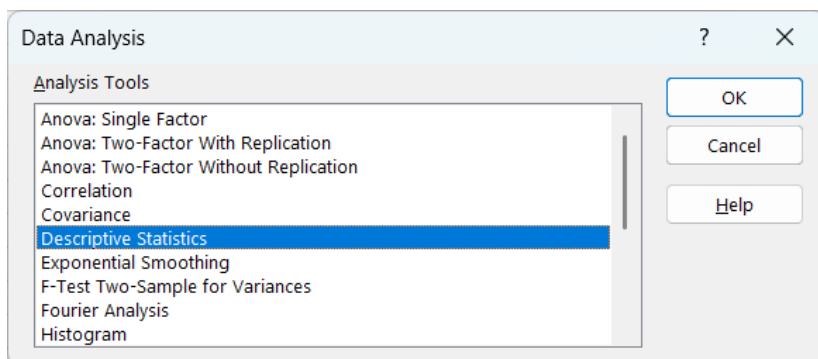 Data Analysis
?
Analysis Tools
Anova: Single Factor
Anova: Two-Factor With Replication
Anova: Two-Factor Without Replication
Correlation
Covariance
Descriptive Statistics
Exponential Smoothing
F-Test Two-Sample for Variances
Fourier Analysis
Histogram
OK
Cancel
Help